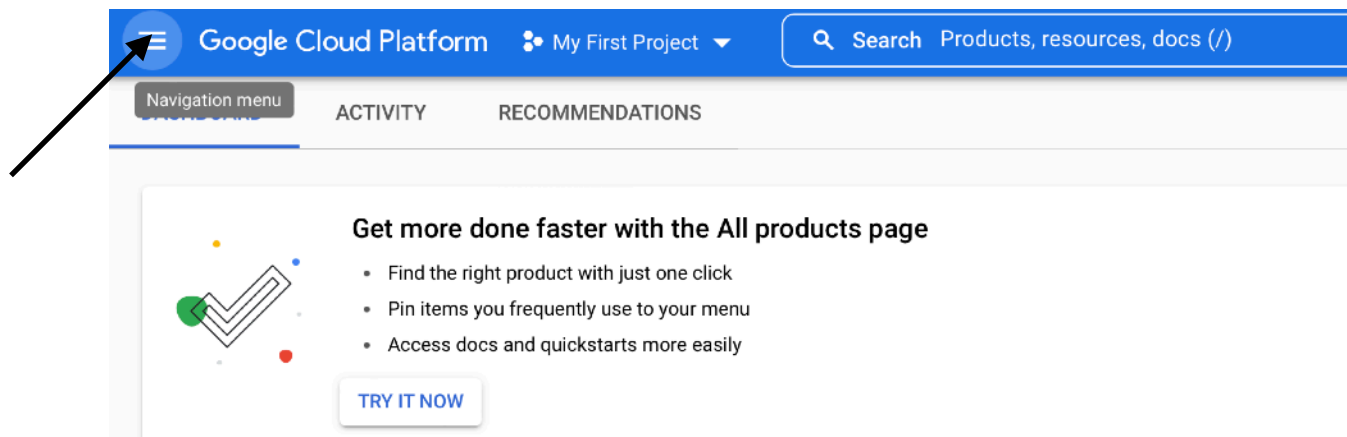 Google Cloud Platform My First Project Search Products, resources, docs (/)
Navigation menu
ACTIVITY RECOMMENDATIONS
Get more done faster with the All products page
• Find the right product with just one click
• Pin items you frequently use to your menu
• Access docs and quickstarts more easily
TRY IT NOW